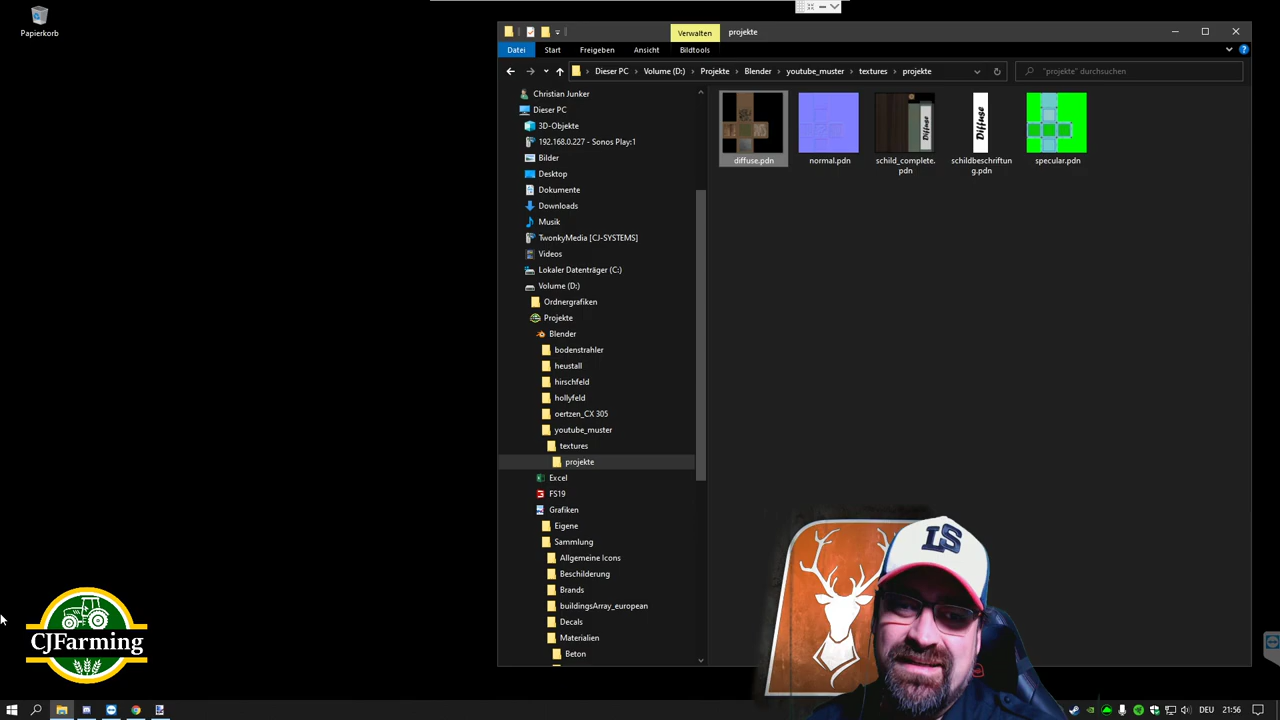 Papierkorb
Verwalten
projekte
Datei
Start
Freigeben
Ansicht
Bildtools
Dieser PC
Volume (D:)
Projekte
Blender
youtube_muster
textures
projekte
"projekte" durchsuchen
Christian Junker
Dieser PC
3D-Objekte
192.168.0.227 - Sonos Play:1
Bilder
Desktop
Dokumente
Downloads
Musik
TwonkyMedia [CJ-SYSTEMS]
Videos
Lokaler Datenträger (C:)
Volume (D:)
Ordnergrafiken
Projekte
Blender
bodenstrahler
heustall
hirschfeld
hollyfeld
oertzen_CX 305
youtube_muster
textures
projekte
Excel
FS19
Grafiken
Eigene
Sammlung
Allgemeine Icons
Beschilderung
Brands
buildingsArray_european
Decals
Materialien
Beton
diffuse.pdn
normal.pdn
Diffuse
schild_complete.
pdn
Diffuse
schildbeschriftun
g.pdn
specular.pdn
LS
CJFarming
DEU
21:56